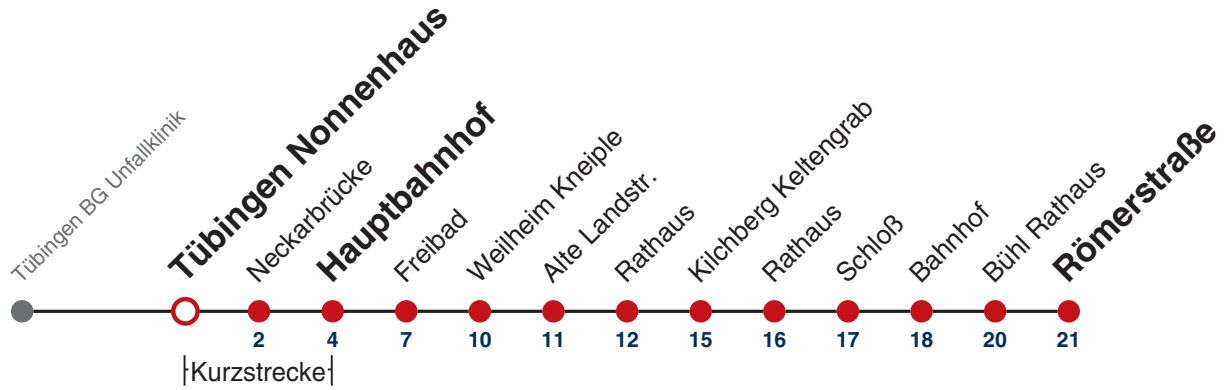 Tübingen BG Unfallklinik
Tübingen Nonnenhaus
Neckarbrücke
Hauptbahnhof
Freibad
Weilheim Kneiple
Alte Landstr.
Rathaus
Kilchberg Keltengrab
Rathaus
Schloß
Bahnhof
Bühl Rathaus
Römerstraße
2 4 7 10 11 12 15 16 17 18 20 21
Kurzstrecke